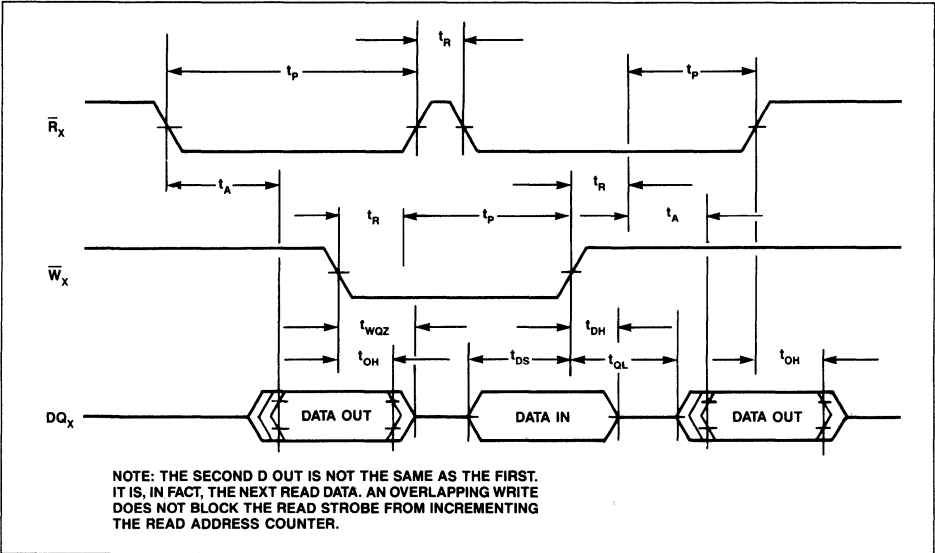 tR
tP
tP
R̅X
tA
tR
tR
tP
tA
W̅X
tWQZ
tDH
tOH
tDS
tQL
tOH
DQX
DATA OUT
DATA IN
DATA OUT
NOTE: THE SECOND D OUT IS NOT THE SAME AS THE FIRST.
IT IS, IN FACT, THE NEXT READ DATA. AN OVERLAPPING WRITE
DOES NOT BLOCK THE READ STROBE FROM INCREMENTING
THE READ ADDRESS COUNTER.